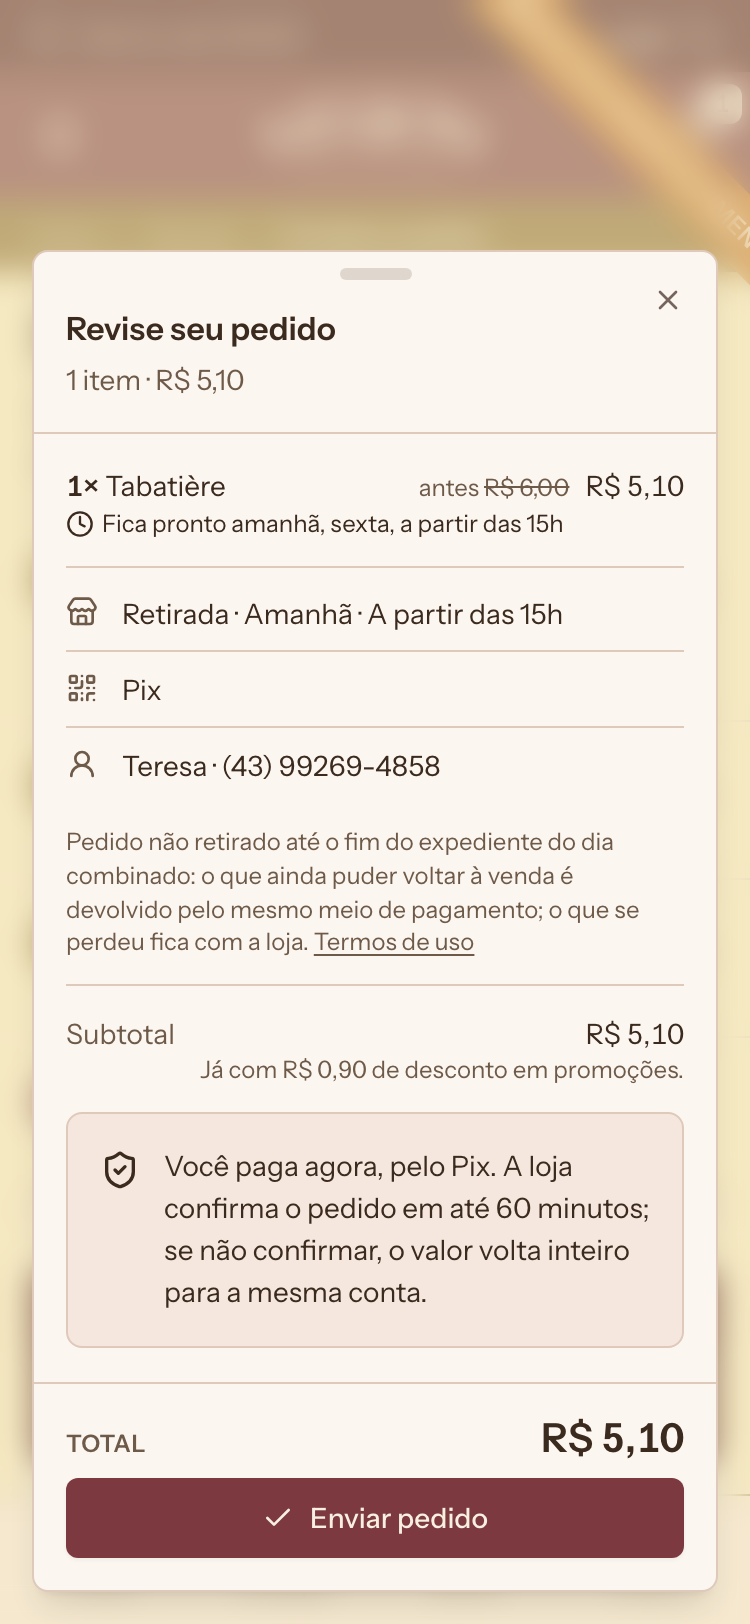 Revise seu pedido
1 item · R$ 5,10
1× Tabatière antes R$ 6,00 R$ 5,10
Fica pronto amanhã, sexta, a partir das 15h
Retirada · Amanhã · A partir das 15h
Pix
Teresa · (43) 99269-4858
Pedido não retirado até o fim do expediente do dia
combinado: o que ainda puder voltar à venda é
devolvido pelo mesmo meio de pagamento; o que se
perdeu fica com a loja. Termos de uso
Subtotal R$ 5,10
Já com R$ 0,90 de desconto em promoções.
Você paga agora, pelo Pix. A loja
confirma o pedido em até 60 minutos;
se não confirmar, o valor volta inteiro
para a mesma conta.
TOTAL R$ 5,10
Enviar pedido